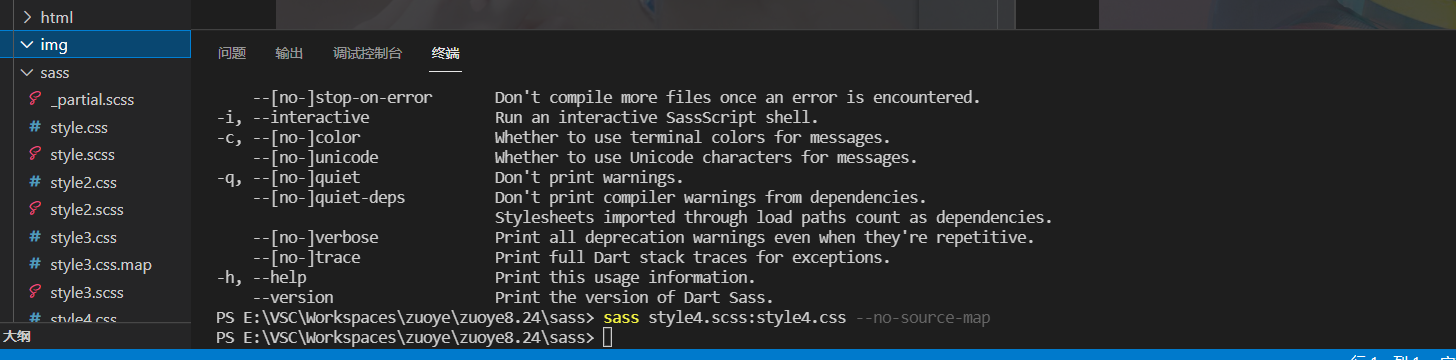 html
img
sass
_partial.scss
style.css
style.scss
style2.css
style2.scss
style3.css
style3.css.map
style3.scss
style4.css
大纲
问题 输出 调试控制台 终端
--[no-]stop-on-error Don't compile more files once an error is encountered.
-i, --interactive Run an interactive SassScript shell.
-c, --[no-]color Whether to use terminal colors for messages.
--[no-]unicode Whether to use Unicode characters for messages.
-q, --[no-]quiet Don't print warnings.
--[no-]quiet-deps Don't print compiler warnings from dependencies.
Stylesheets imported through load paths count as dependencies.
--[no-]verbose Print all deprecation warnings even when they're repetitive.
--[no-]trace Print full Dart stack traces for exceptions.
-h, --help Print this usage information.
--version Print the version of Dart Sass.
PS E:\VSC\Workspaces\zuoye\zuoye8.24\sass> sass style4.scss:style4.css --no-source-map
PS E:\VSC\Workspaces\zuoye\zuoye8.24\sass>